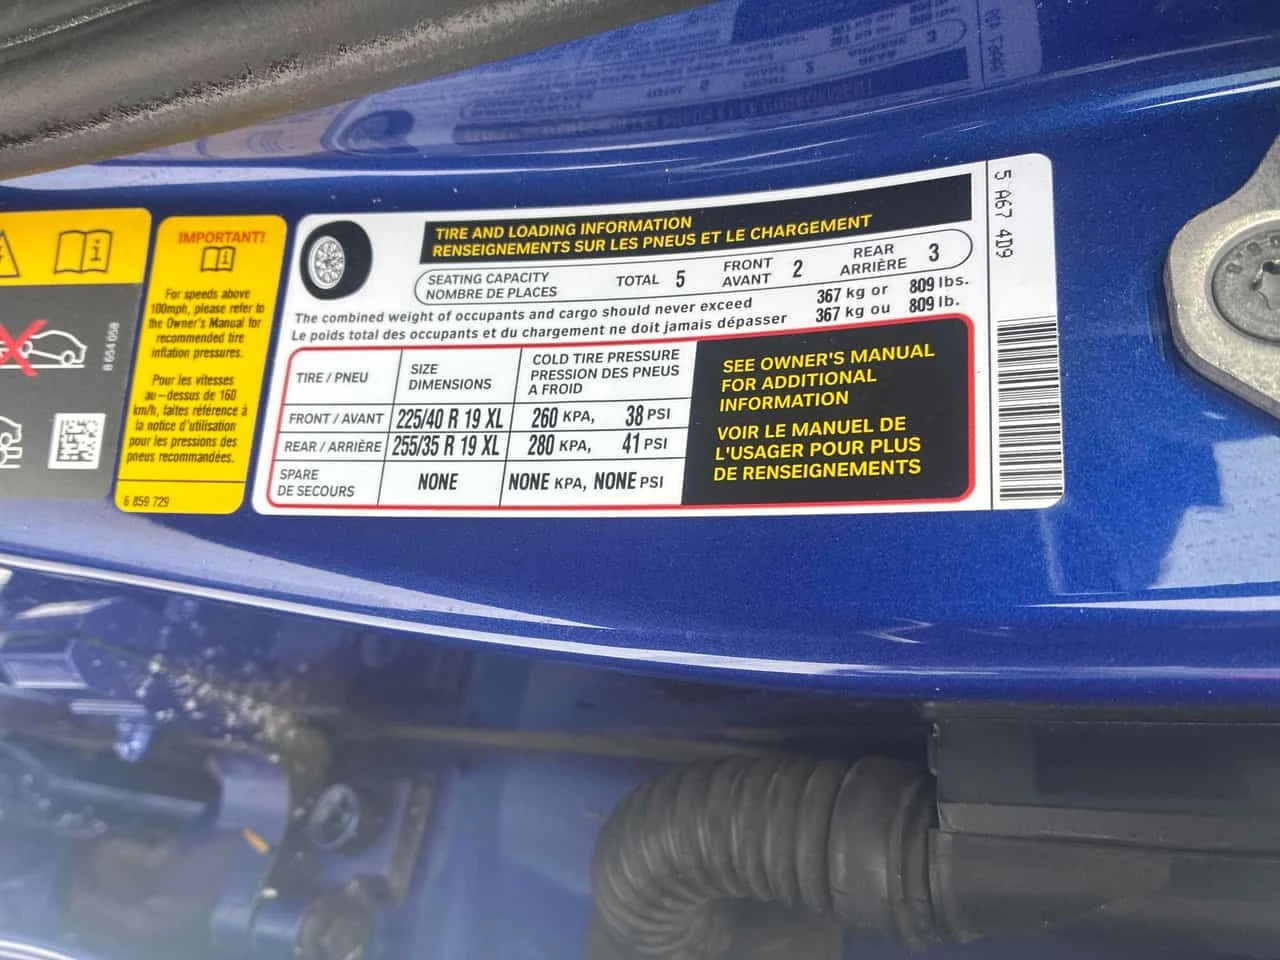 8 654 058
IMPORTANT!
For speeds above
100mph, please refer to
the Owner's Manual for
recommended tire
inflation pressures.
Pour les vitesses
au-dessus de 160
km/h, faites référence à
la notice d'utilisation
pour les pressions des
pneus recommandées.
6 859 729
TIRE AND LOADING INFORMATION
RENSEIGNEMENTS SUR LES PNEUS ET LE CHARGEMENT
SEATING CAPACITY
NOMBRE DE PLACES
TOTAL 5
FRONT
AVANT 2
REAR
ARRIÈRE 3
The combined weight of occupants and cargo should never exceed 367 kg or 809 lbs.
Le poids total des occupants et du chargement ne doit jamais dépasser 367 kg ou 809 lb.
TIRE / PNEU
SIZE
DIMENSIONS
COLD TIRE PRESSURE
PRESSION DES PNEUS
A FROID
FRONT / AVANT 225/40 R 19 XL 260 KPA, 38 PSI
REAR / ARRIÈRE 255/35 R 19 XL 280 KPA, 41 PSI
SPARE
DE SECOURS
NONE NONE KPA, NONE PSI
SEE OWNER'S MANUAL
FOR ADDITIONAL
INFORMATION
VOIR LE MANUEL DE
L'USAGER POUR PLUS
DE RENSEIGNEMENTS
5 A67 4D9